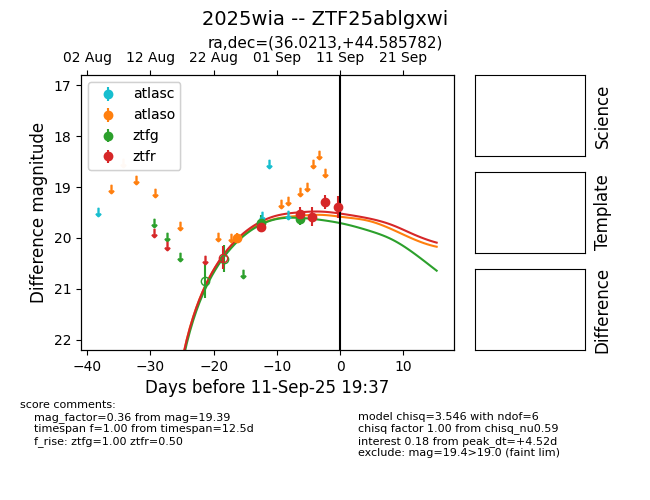 2025wia -- ZTF25ablgxwi
ra,dec=(36.0213,+44.585782)
02 Aug 12 Aug 22 Aug 01 Sep 11 Sep 21 Sep
17
18
19
20
21
22
Difference magnitude
atlasc
atlaso
ztfg
ztfr
−40 −30 −20 −10 0 10
Days before 11-Sep-25 19:37
Science
Template
Difference
score comments:
mag_factor=0.36 from mag=19.39
timespan f=1.00 from timespan=12.5d
f_rise: ztfg=1.00 ztfr=0.50
model chisq=3.546 with ndof=6
chisq factor 1.00 from chisq_nu0.59
interest 0.18 from peak_dt=+4.52d
exclude: mag=19.4>19.0 (faint lim)